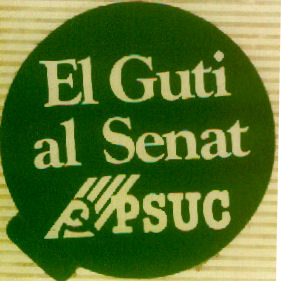 El Guti
al Senat
PSUC